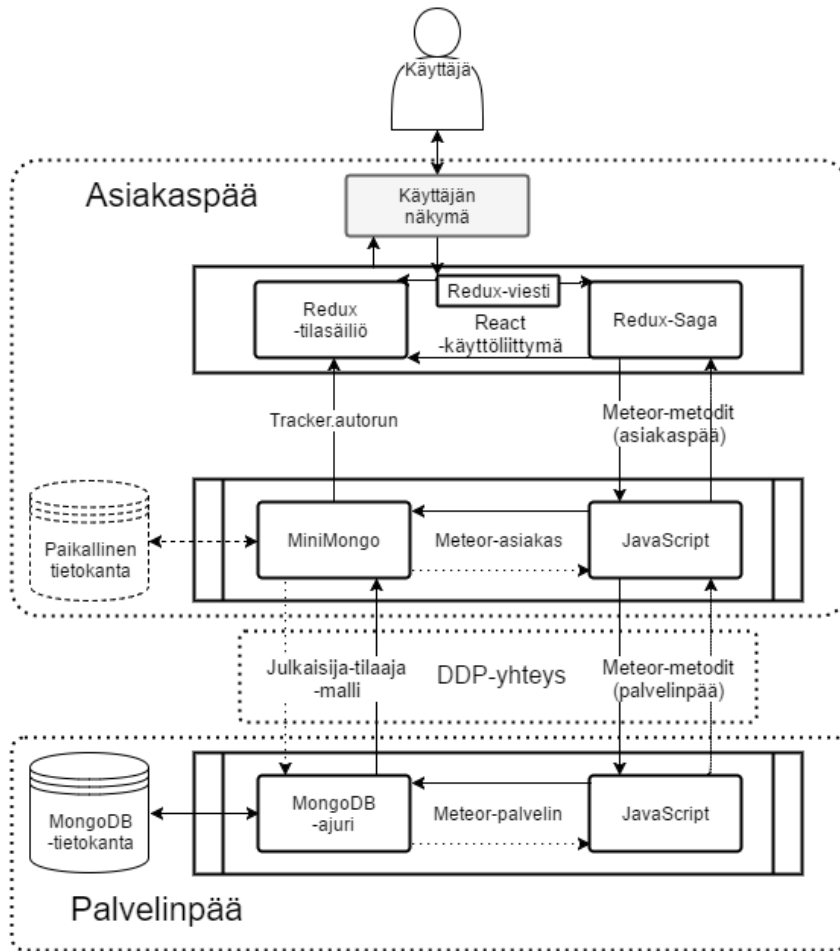 Käyttäjä
Asiakaspää
Käyttäjän
näkymä
Redux-viesti
Redux
-tilasäiliö
React
-käyttöliittymä
Redux-Saga
Tracker.autorun
Meteor-metodit
(asiakaspää)
Paikallinen
tietokanta
MiniMongo
Meteor-asiakas
JavaScript
Julkaisija-tilaaja
-malli
DDP-yhteys
Meteor-metodit
(palvelinpää)
MongoDB
-tietokanta
MongoDB
-ajuri
Meteor-palvelin
JavaScript
Palvelinpää